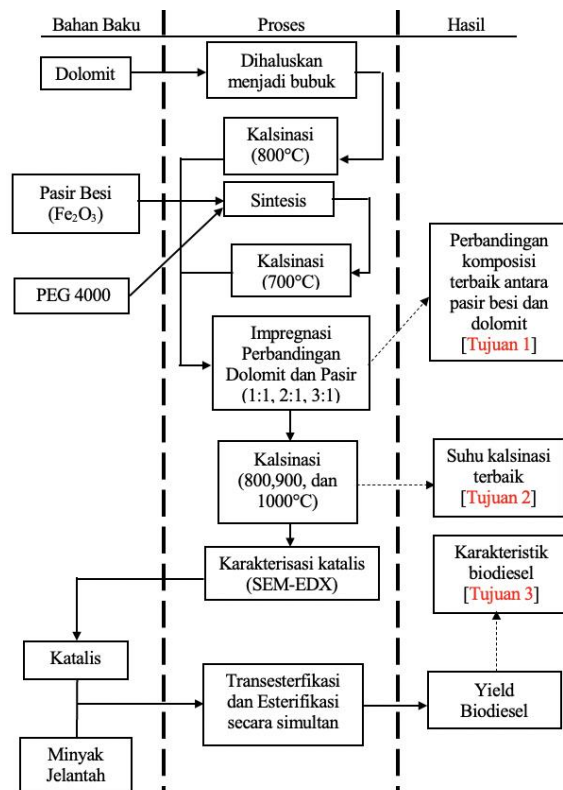 Bahan Baku
Proses
Hasil
Dolomit
Dihaluskan
menjadi bubuk
Kalsinasi
(800°C)
Pasir Besi
(Fe₂O₃)
Sintesis
PEG 4000
Kalsinasi
(700°C)
Perbandingan
komposisi
terbaik antara
pasir besi dan
dolomit
[Tujuan 1]
Impregnasi
Perbandingan
Dolomit dan Pasir
(1:1, 2:1, 3:1)
Kalsinasi
(800,900, dan
1000°C)
Suhu kalsinasi
terbaik
[Tujuan 2]
Karakterisasi katalis
(SEM-EDX)
Karakteristik
biodiesel
[Tujuan 3]
Katalis
Transesterfikasi
dan Esterifikasi
secara simultan
Yield
Biodiesel
Minyak
Jelantah